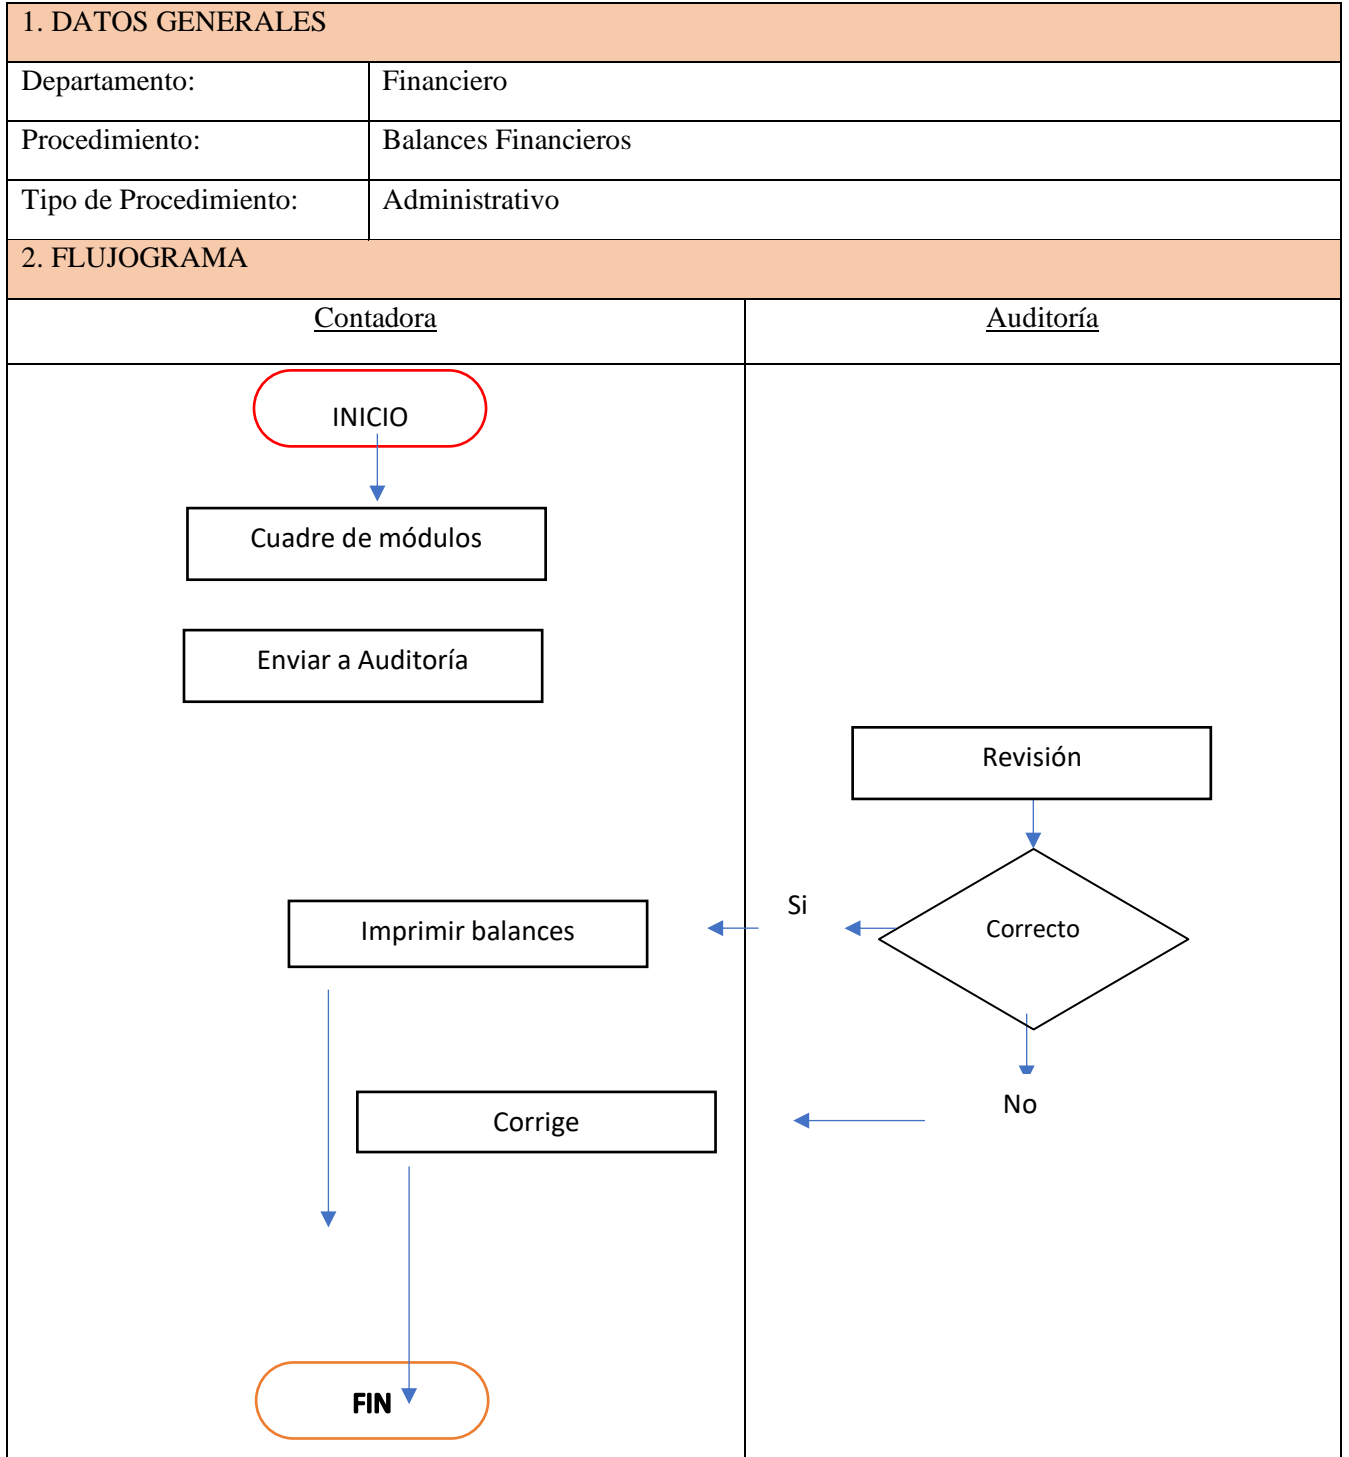 1. DATOS GENERALES
Departamento:
Financiero
Procedimiento:
Balances Financieros
Tipo de Procedimiento:
Administrativo
2. FLUJOGRAMA
Contadora
Auditoría
INICIO
Cuadre de módulos
Enviar a Auditoría
Revisión
Si
Correcto
Imprimir balances
No
Corrige
FIN